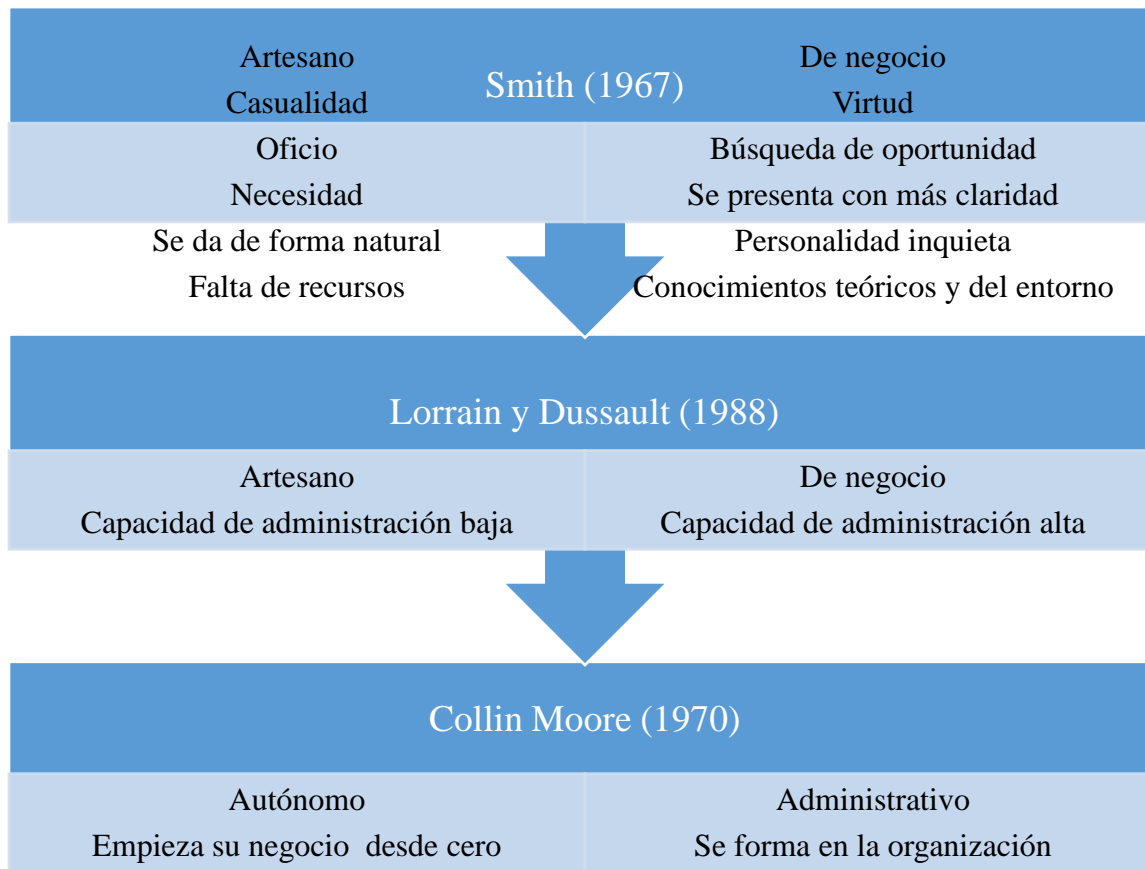 Smith (1967)
Artesano
Casualidad
Oficio
Necesidad
Se da de forma natural
Falta de recursos
De negocio
Virtud
Búsqueda de oportunidad
Se presenta con más claridad
Personalidad inquieta
Conocimientos teóricos y del entorno
Lorrain y Dussault (1988)
Artesano
Capacidad de administración baja
De negocio
Capacidad de administración alta
Collin Moore (1970)
Autónomo
Empieza su negocio desde cero
Administrativo
Se forma en la organización